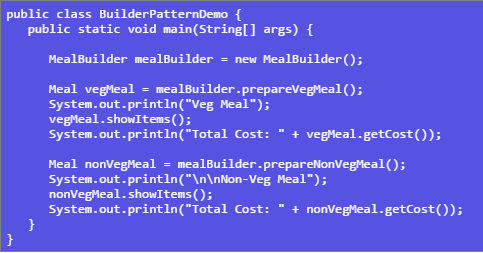 public class BuilderPatternDemo {
   public static void main(String[] args) {

      MealBuilder mealBuilder = new MealBuilder();

      Meal vegMeal = mealBuilder.prepareVegMeal();
      System.out.println("Veg Meal");
      vegMeal.showItems();
      System.out.println("Total Cost: " + vegMeal.getCost());

      Meal nonVegMeal = mealBuilder.prepareNonVegMeal();
      System.out.println("\n\nNon-Veg Meal");
      nonVegMeal.showItems();
      System.out.println("Total Cost: " + nonVegMeal.getCost());
   }
}